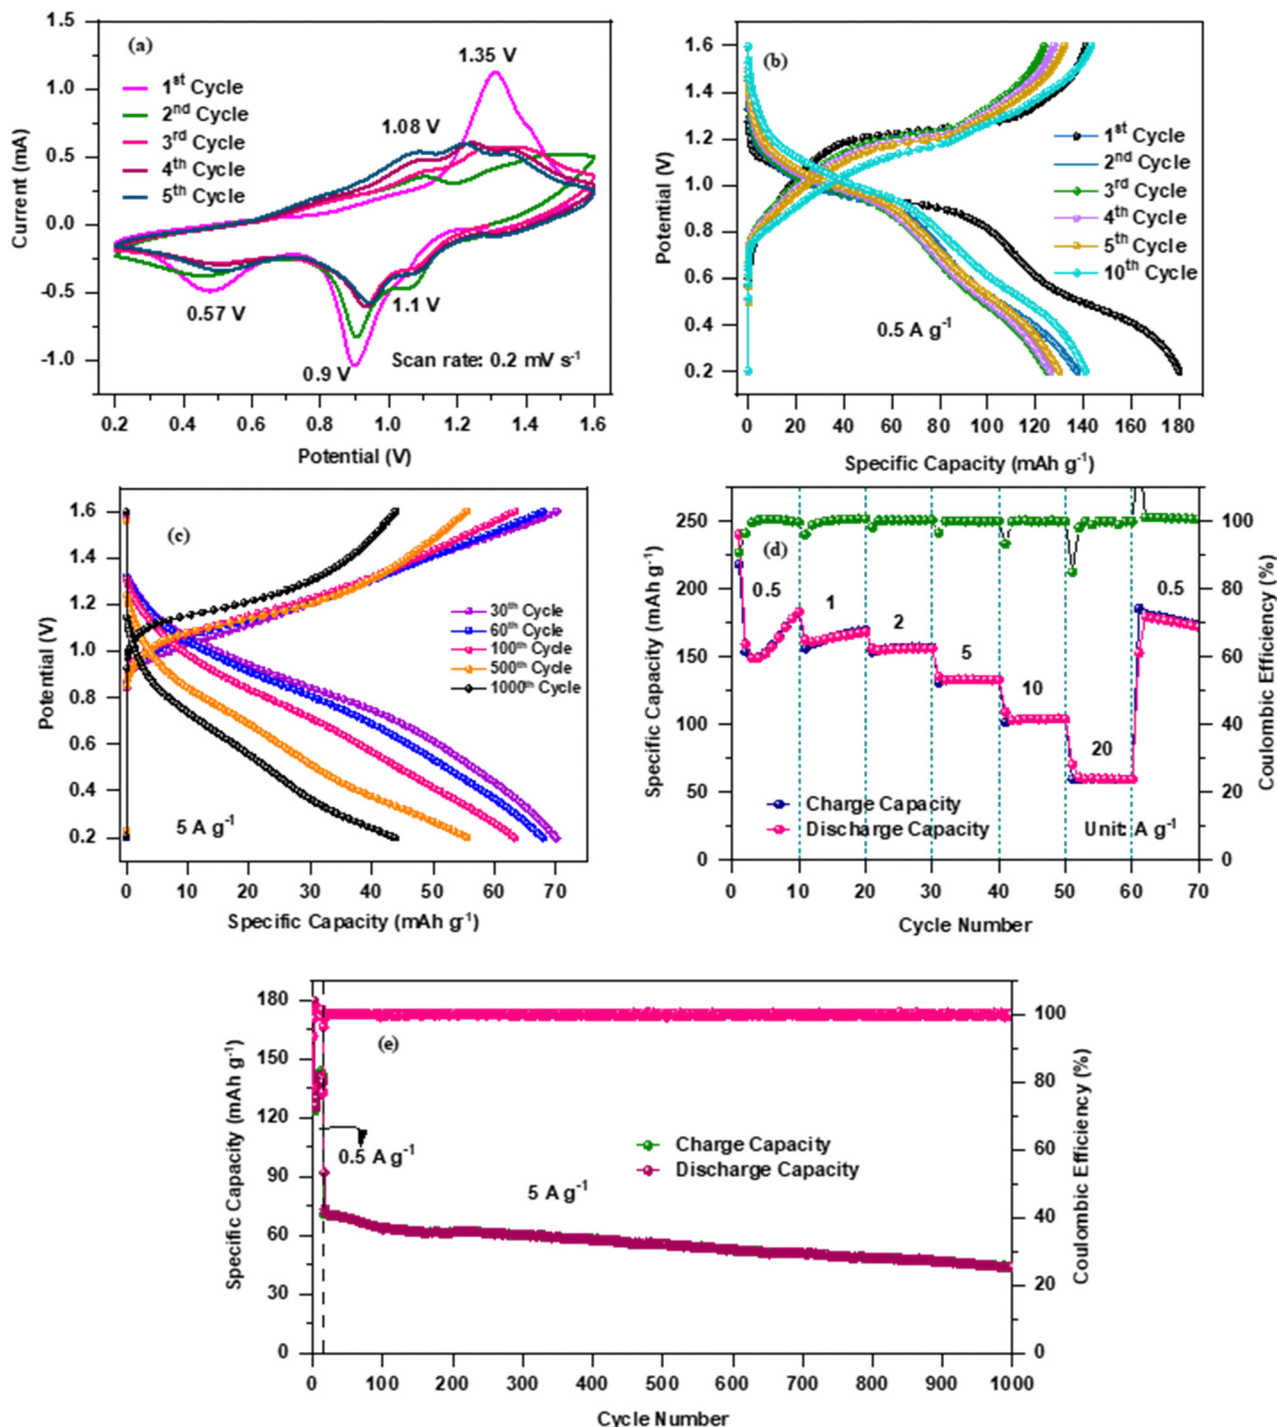 (a)
1.35 V
1.08 V
1st Cycle
2nd Cycle
3rd Cycle
4th Cycle
5th Cycle
0.57 V
0.9 V
1.1 V
Scan rate: 0.2 mV s-1
1.5
1.0
0.5
0.0
-0.5
-1.0
Current (mA)
0.2 0.4 0.6 0.8 1.0 1.2 1.4 1.6
Potential (V)
(b)
1st Cycle
2nd Cycle
3rd Cycle
4th Cycle
5th Cycle
10th Cycle
0.5 A g-1
1.6
1.4
1.2
1.0
0.8
0.6
0.4
0.2
Potential (V)
0 20 40 60 80 100 120 140 160 180
Specific Capacity (mAh g-1)
(c)
30th Cycle
60th Cycle
100th Cycle
500th Cycle
1000th Cycle
5 A g-1
1.6
1.4
1.2
1.0
0.8
0.6
0.4
0.2
Potential (V)
0 10 20 30 40 50 60 70
Specific Capacity (mAh g-1)
(d)
0.5
1
2
5
10
20
0.5
Charge Capacity
Discharge Capacity
Unit: A g-1
250
200
150
100
50
0
Specific Capacity (mAh g-1)
100
80
60
40
20
0
Coulombic Efficiency (%)
0 10 20 30 40 50 60 70
Cycle Number
(e)
0.5 A g-1
5 A g-1
Charge Capacity
Discharge Capacity
180
150
120
90
60
30
0
Specific Capacity (mAh g-1)
100
80
60
40
20
0
Coulombic Efficiency (%)
0 100 200 300 400 500 600 700 800 900 1000
Cycle Number